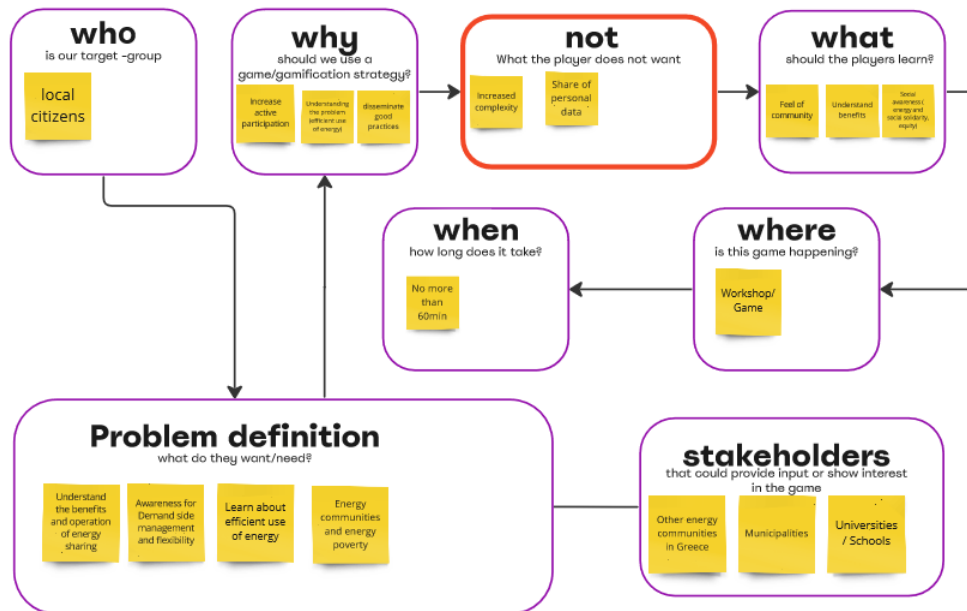 who
is our target -group
local
citizens
why
should we use a
game/gamification strategy?
Increase
active
participation
Understanding
the problem
(efficient use
of energy)
disseminate
good
practices
not
What the player does not want
Increased
complexity
Share of
personal
data
what
should the players learn?
Feel of
community
Understand
benefits
Social
awareness (
energy and
social solidarity,
equity)
when
how long does it take?
No more
than
60min
where
is this game happening?
Workshop/
Game
Problem definition
what do they want/need?
Understand
the benefits
and operation
of energy
sharing
Awareness for
Demand side
management
and flexibility
Learn about
efficient use
of energy
Energy
communities
and energy
poverty
stakeholders
that could provide input or show interest
in the game
Other energy
communities
in Greece
Municipalities
Universities
/ Schools